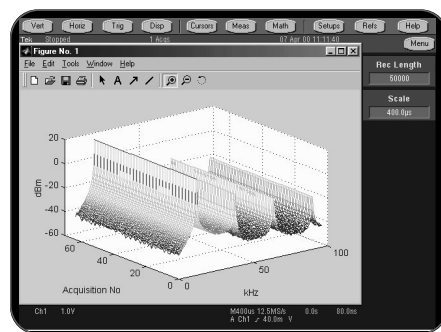 Vert Horiz Trig Disp Cursors Meas Math Setups Refs Help
Tek Stopped 1 Acqs 07 Apr 00 11:11:40
Menu
Figure No. 1
File Edit Tools Window Help
A
Rec Length
50000
Scale
400.0µs
20
0
-20
-40
-60
dBm
60
40
20
0
Acquisition No
0
50
100
kHz
Ch1 1.0V M400us 12.5MS/s 0.0s 80.0ns
A Ch1 40.0m V